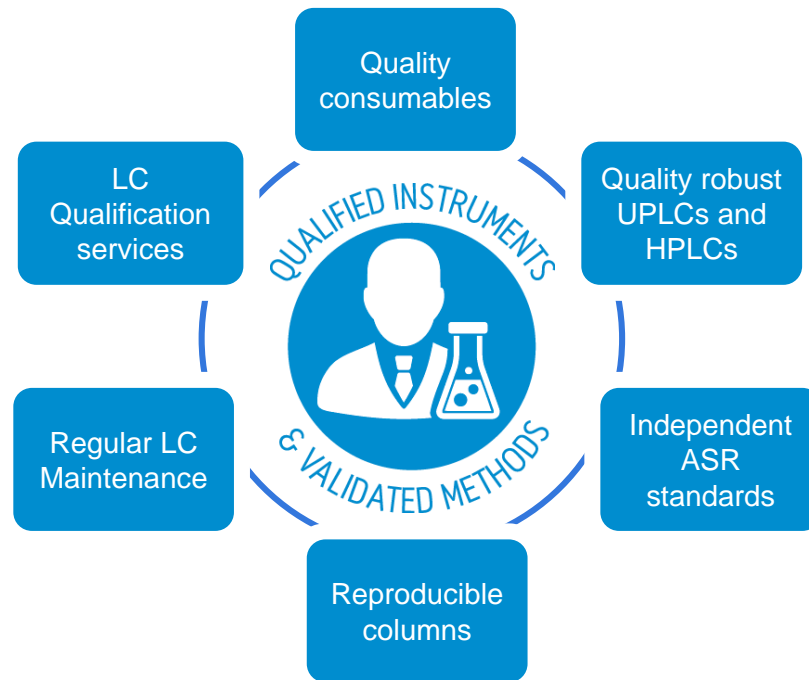 Quality
consumables
LC
Qualification
services
Quality robust
UPLCs and
HPLCs
QUALIFIED INSTRUMENTS
& VALIDATED METHODS
Regular LC
Maintenance
Independent
ASR
standards
Reproducible
columns